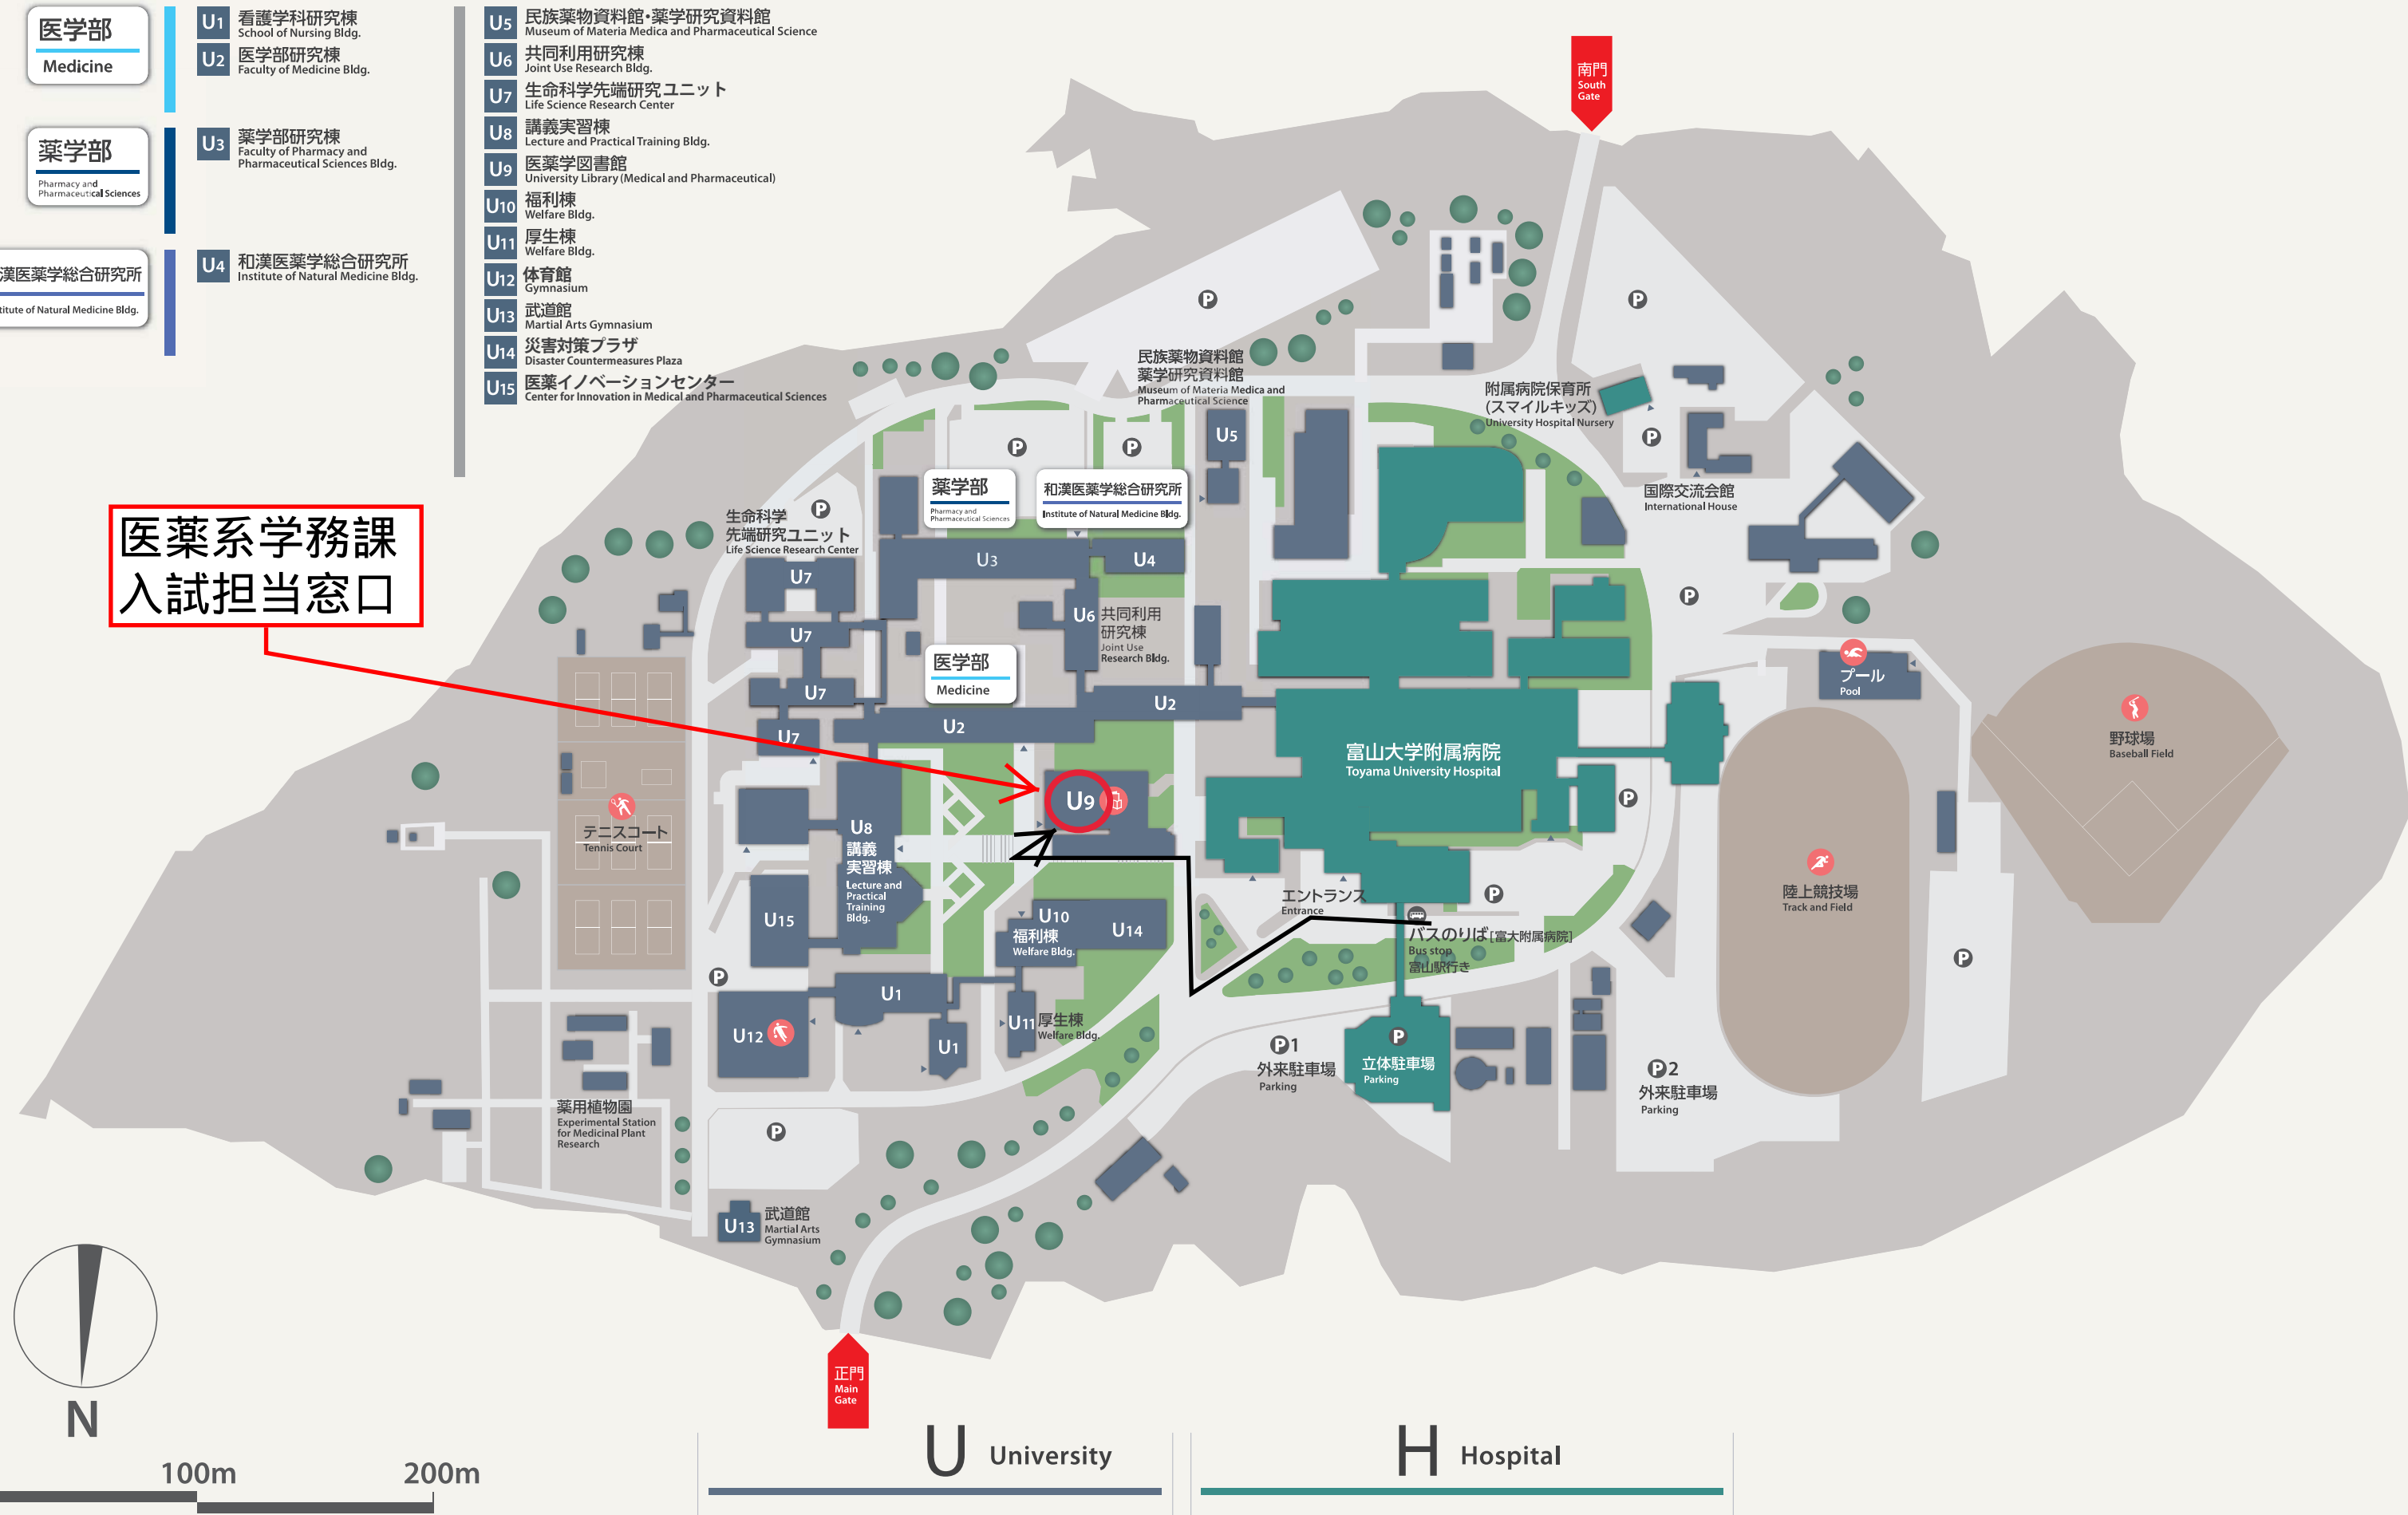 医学部
Medicine
U1 看護学科研究棟
School of Nursing Bldg.
U2 医学部研究棟
Faculty of Medicine Bldg.
薬学部
Pharmacy and
Pharmaceutical Sciences
U3 薬学部研究棟
Faculty of Pharmacy and
Pharmaceutical Sciences Bldg.
漢医薬学総合研究所
titute of Natural Medicine Bldg.
U4 和漢医薬学総合研究所
Institute of Natural Medicine Bldg.
U5 民族薬物資料館・薬学研究資料館
Museum of Materia Medica and Pharmaceutical Science
U6 共同利用研究棟
Joint Use Research Bldg.
U7 生命科学先端研究ユニット
Life Science Research Center
U8 講義実習棟
Lecture and Practical Training Bldg.
U9 医薬学図書館
University Library (Medical and Pharmaceutical)
U10 福利棟
Welfare Bldg.
U11 厚生棟
Welfare Bldg.
U12 体育館
Gymnasium
U13 武道館
Martial Arts Gymnasium
U14 災害対策プラザ
Disaster Countermeasures Plaza
U15 医薬イノベーションセンター
Center for Innovation in Medical and Pharmaceutical Sciences
南門
South
Gate
P
P
民族薬物資料館
薬学研究資料館
Museum of Materia Medica and
Pharmaceutical Science
附属病院保育所
(スマイルキッズ)
University Hospital Nursery
U5
P
P
P
薬学部
Pharmacy and
Pharmaceutical Sciences
和漢医薬学総合研究所
Institute of Natural Medicine Bldg.
国際交流会館
International House
P
生命科学
先端研究ユニット
Life Science Research Center
医薬系学務課
入試担当窓口
U3
U4
U7
P
U6
共同利用
研究棟
Joint Use
Research Bldg.
U7
医学部
Medicine
プール
Pool
U7
U2
U2
U7
富山大学附属病院
Toyama University Hospital
野球場
Baseball Field
U9
P
テニスコート
Tennis Court
U8
講義
実習棟
Lecture and
Practical
Training
Bldg.
陸上競技場
Track and Field
エントランス
Entrance
P
U15
U10
福利棟
Welfare Bldg.
U14
バスのりば[富大附属病院]
Bus stop
富山駅行き
P
P
U1
U12
U11
厚生棟
Welfare Bldg.
U1
P1
外来駐車場
Parking
P
立体駐車場
Parking
P2
外来駐車場
Parking
薬用植物園
Experimental Station
for Medicinal Plant
Research
P
U13
武道館
Martial Arts
Gymnasium
正門
Main
Gate
N
100m
200m
U University
H Hospital